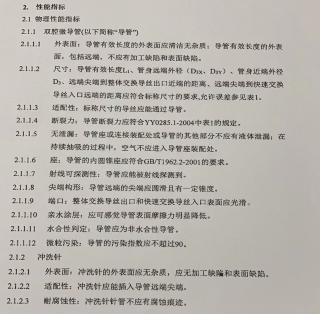 2. 性能指标
2.1 物理性能指标
2.1.1 双腔微导管(以下简称“导管”)
2.1.1.1 外表面：导管有效长度的外表面应清洁无杂质；导管有效长度的外表
面，包括远端，不应有加工缺陷和表面缺陷。
2.1.1.2 尺寸：导管有效长度L₁、管身远端外径（D₂ₓ、D₂ᵧ）、导管身近端外径
D₃、远端尖端到整体交换导丝出口近端的距离、远端尖端到快速交换
导丝入口远端的距离应符合标称尺寸的要求,允许误差参见表1。
2.1.1.3 适配性：标称尺寸的导丝应能通过导管。
2.1.1.4 断裂力：导管断裂力应符合YY0285.1-2004中表1的规定。
2.1.1.5 无泄漏：导管座或连接装配处或导管的其他部分不应有液体泄漏；在
持续抽吸的过程中，空气不应进入导管座装配处。
2.1.1.6 座：导管的内圆锥座应符合GB/T1962.2-2001的要求。
2.1.1.7 射线可探测性：导管应能被射线探测到。
2.1.1.8 尖端构形：导管远端的尖端应圆滑且有一定锥度。
2.1.1.9 端口：整体交换导丝出口和快速交换导丝入口表面应光滑。
2.1.1.10 亲水涂层：应可感觉导管表面摩擦力明显降低。
2.1.1.11 水合性判定：导管应为非水合性导管。
2.1.1.12 微粒污染：导管的污染指数应不超过90。
2.1.2 冲洗针
2.1.2.1 外表面：冲洗针的外表面应无杂质，应无加工缺陷和表面缺陷。
2.1.2.2 适配性：冲洗针应能插入导管远端尖端。
2.1.2.3 耐腐蚀性：冲洗针针管不应有腐蚀痕迹。